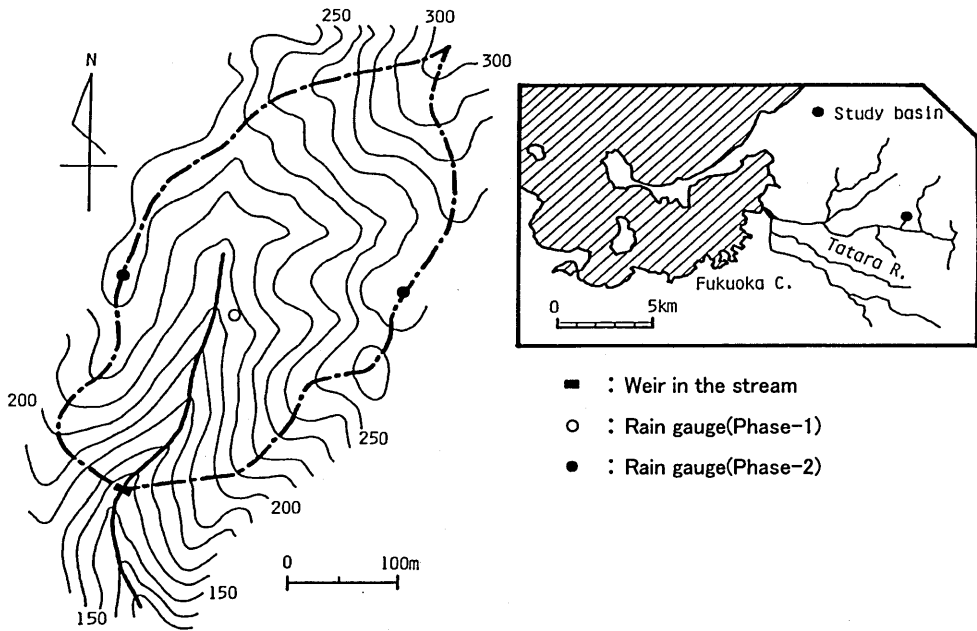 250
300
300
N
200
250
200
150
150
0 100m
Study basin
Tatara R.
Fukuoka C.
0 5km
: Weir in the stream
: Rain gauge(Phase-1)
: Rain gauge(Phase-2)